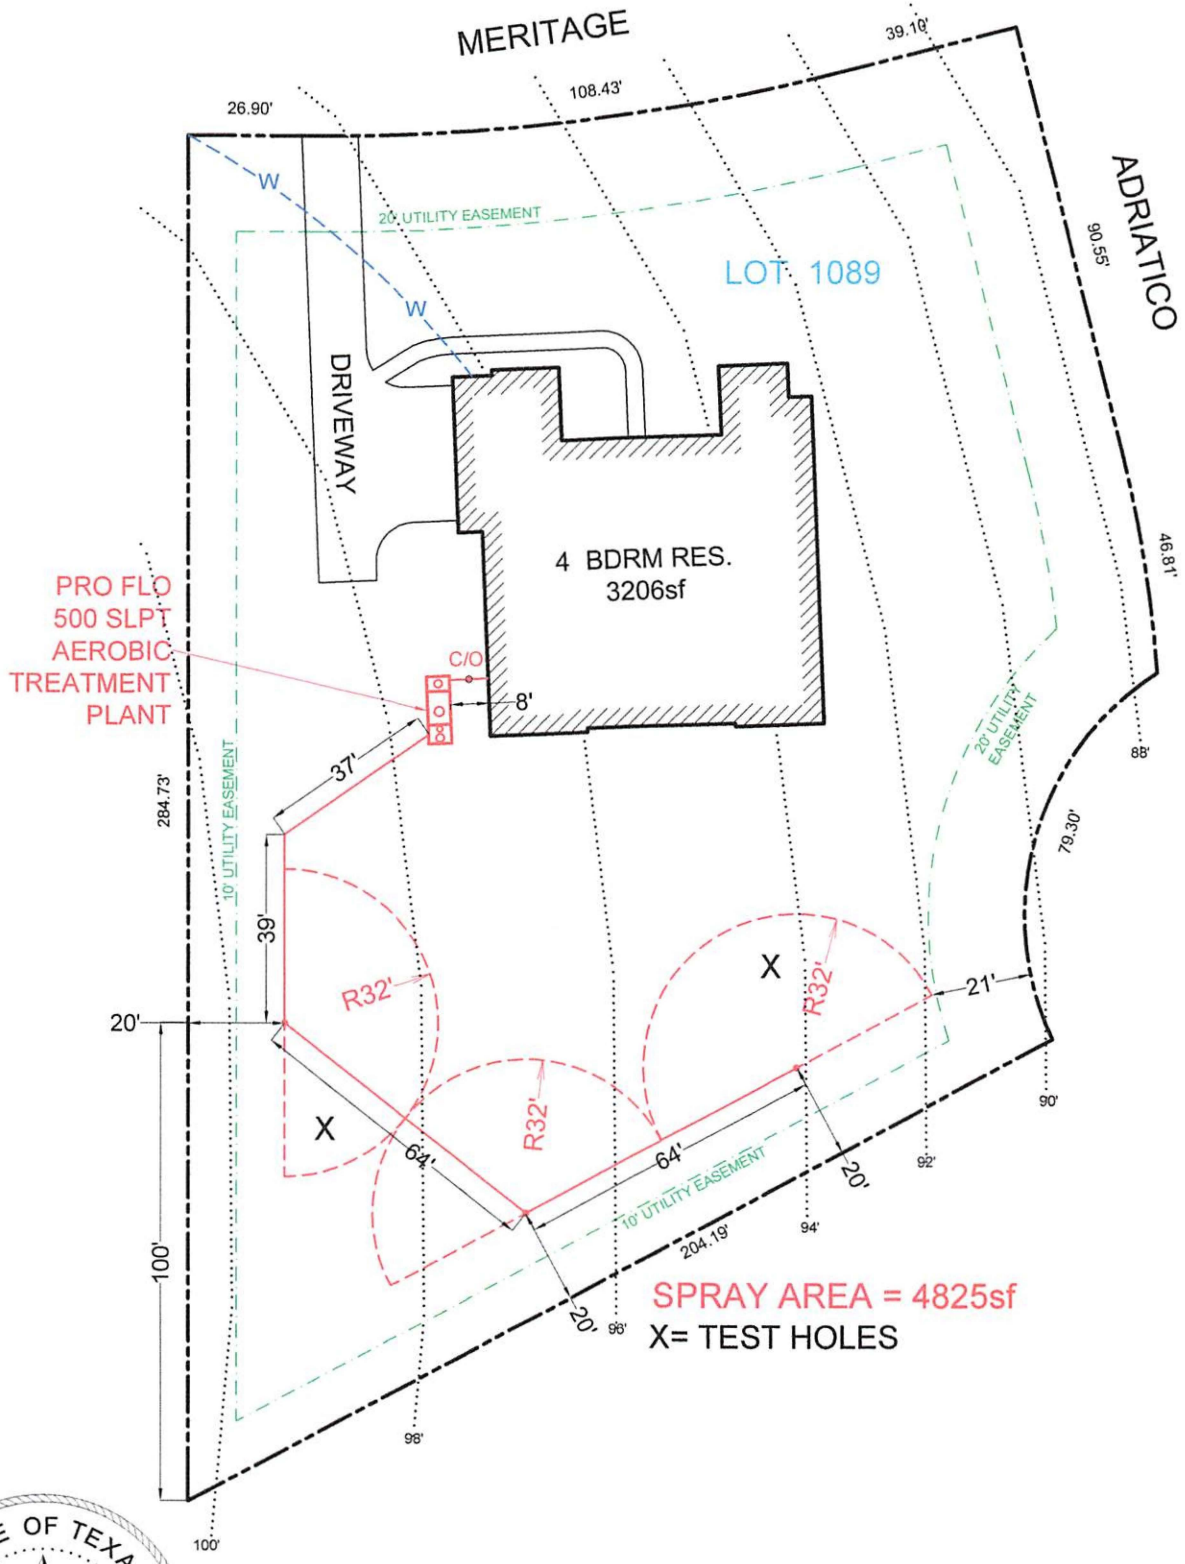 MERITAGE
39.10'
108.43'
26.90'
ADRIATICO
W
20' UTILITY EASEMENT
90.55'
LOT 1089
W
DRIVEWAY
4 BDRM RES.
3206sf
46.81'
PRO FLO
500 SLPT
AEROBIC
TREATMENT
PLANT
C/O
8'
20' UTILITY
EASEMENT
88'
37'
284.73'
10' UTILITY EASEMENT
79.30'
39'
X
R32'
R32'
21'
20'
R32'
90'
X
64'
64'
92'
20'
10' UTILITY EASEMENT
94'
204.19'
100'
20'
96'
SPRAY AREA = 4825sf
X= TEST HOLES
98'
100'
E OF TEXA